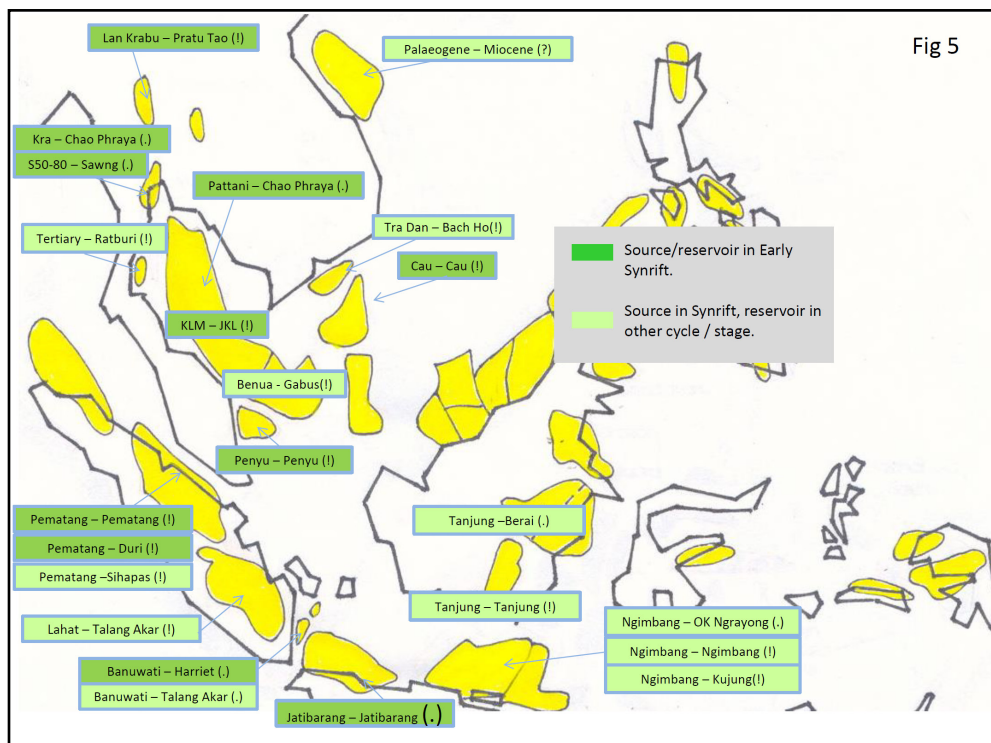 Fig 5
Lan Krabu – Pratu Tao (!)
Palaeogene – Miocene (?)
Kra – Chao Phraya (.)
S50-80 – Sawng (.)
Pattani – Chao Phraya (.)
Tertiary – Ratburi (!)
Tra Dan – Bach Ho(!)
Cau – Cau (!)
Source/reservoir in Early
Synrift.
Source in Synrift, reservoir in
other cycle / stage.
KLM – JKL (!)
Benua - Gabus(!)
Penyu – Penyu (!)
Pematang – Pematang (!)
Pematang – Duri (!)
Pematang –Sihapas (!)
Tanjung –Berai (.)
Lahat – Talang Akar (!)
Tanjung – Tanjung (!)
Ngimbang – OK Ngrayong (.)
Ngimbang – Ngimbang (!)
Ngimbang – Kujung(!)
Banuwati – Harriet (.)
Banuwati – Talang Akar (.)
Jatibarang – Jatibarang (.)